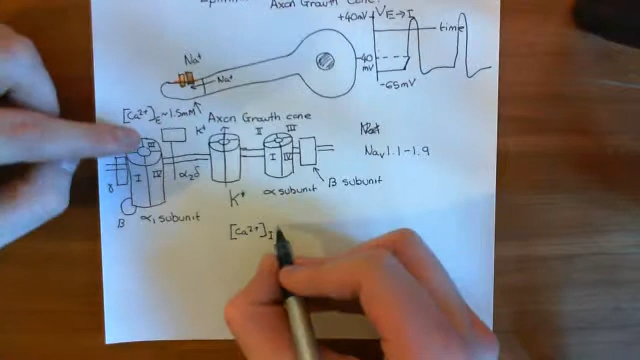 Axon Growth Cone
+40mV
V E → I
time
-40 mV
-65mV
Na⁺
Na⁺
[Ca²⁺]E ~1.5mM
Axon Growth cone
K⁺
II III
I IV
I IV
α₂δ
γ
β
α₁ subunit
K⁺
α subunit
β subunit
Nav1.1-1.9
[Ca²⁺]I